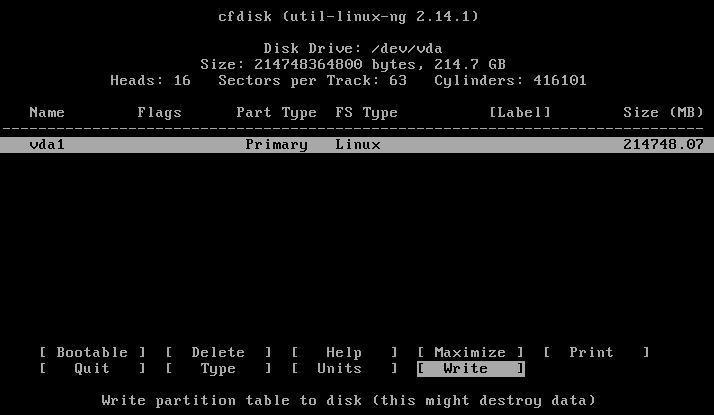 cfdisk (util-linux-ng 2.14.1)
Disk Drive: /dev/vda
Size: 214748364800 bytes, 214.7 GB
Heads: 16   Sectors per Track: 63   Cylinders: 416101
Name        Flags      Part Type  FS Type          [Label]        Size (MB)
------------------------------------------------------------------------------
vda1                    Primary   Linux                           214748.07
[ Bootable ]  [  Delete  ]  [   Help   ]  [ Maximize ]  [  Print   ]
[   Quit   ]  [   Type   ]  [  Units   ]  [  Write   ]
Write partition table to disk (this might destroy data)